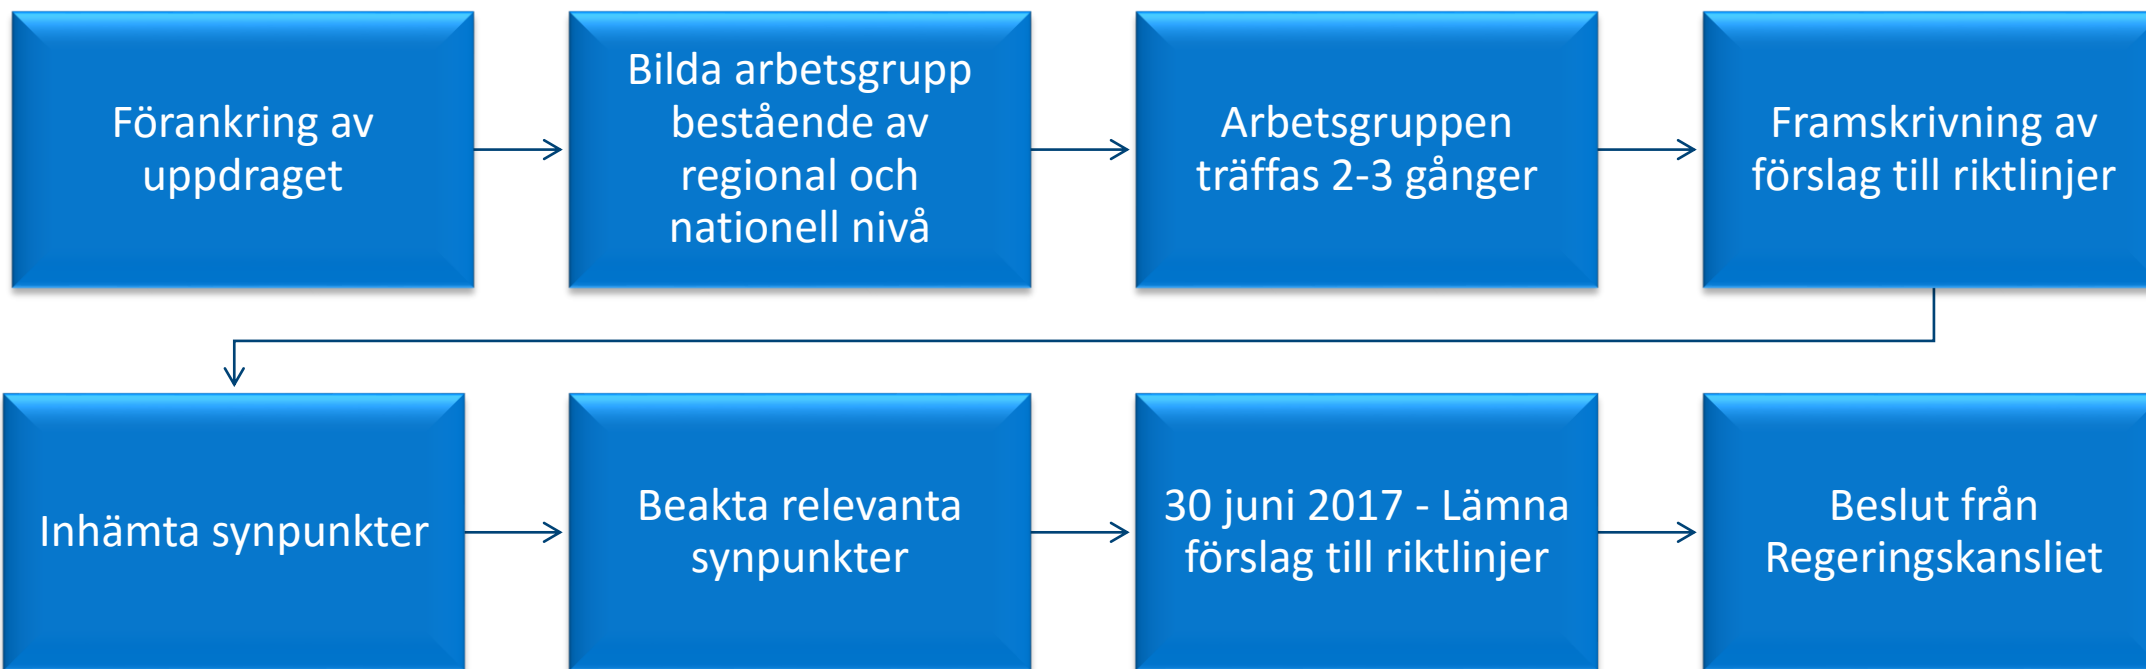 Förankring av
uppdraget
Bilda arbetsgrupp
bestående av
regional och
nationell nivå
Arbetsgruppen
träffas 2-3 gånger
Framskrivning av
förslag till riktlinjer
Inhämta synpunkter
Beakta relevanta
synpunkter
30 juni 2017 - Lämna
förslag till riktlinjer
Beslut från
Regeringskansliet